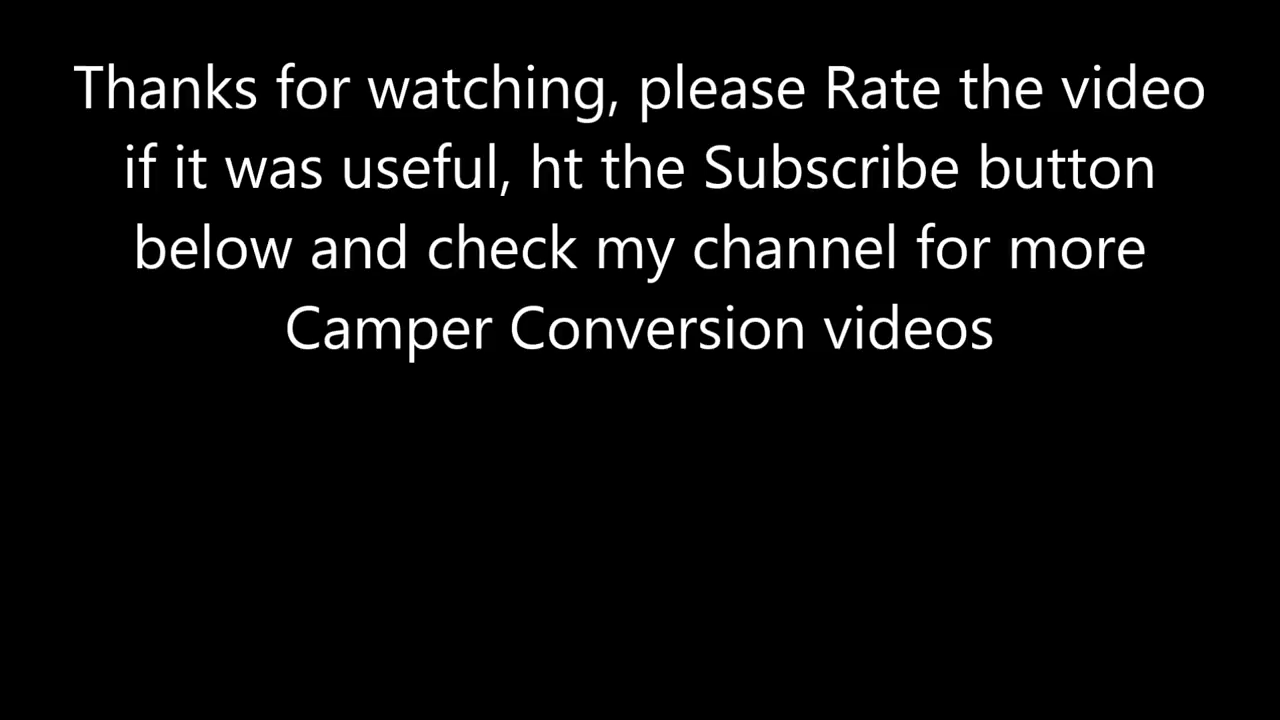 Thanks for watching, please Rate the video
if it was useful, ht the Subscribe button
below and check my channel for more
Camper Conversion videos